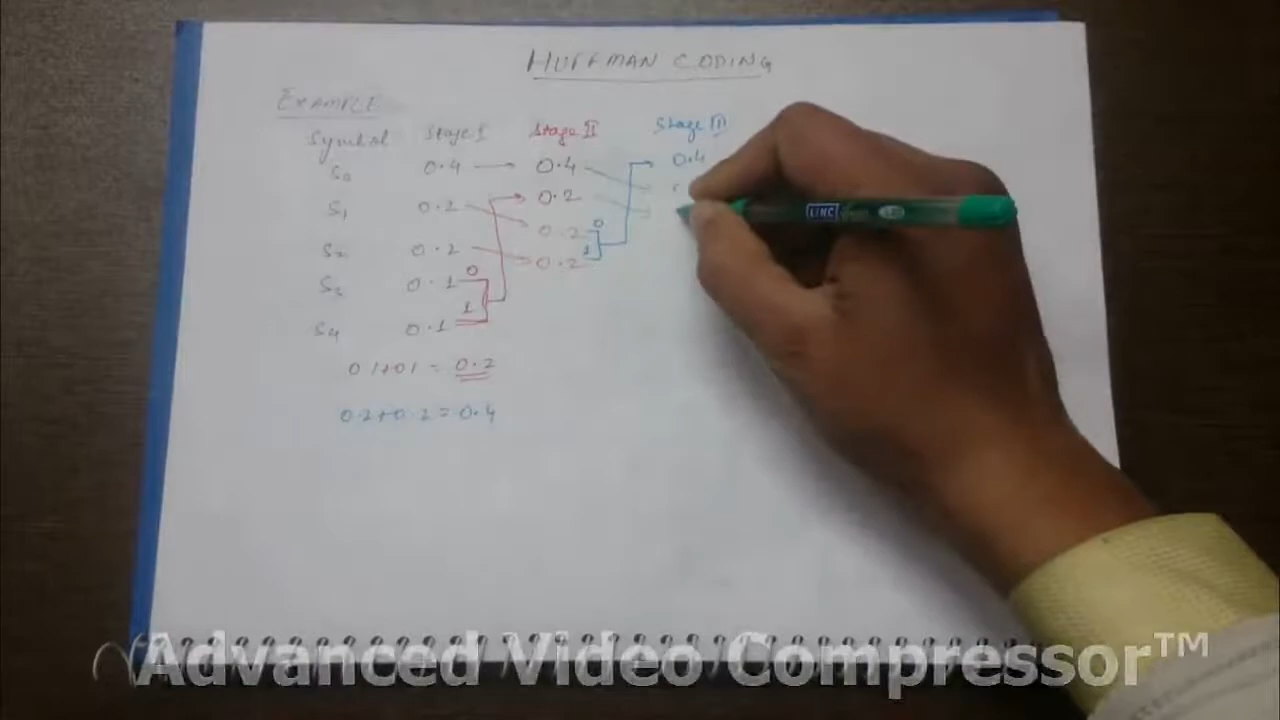 HUFFMAN CODING
EXAMPLE
Symbol Stage I Stage II Stage III
S0 0.4 0.4 0.4
S1 0.2 0.2
0.2 0
S2 0.2 1
0.2
S3 0.1 0
1
S4 0.1
0.1+0.1 = 0.2
0.2+0.2=0.4
LINC
Advanced Video Compressor™